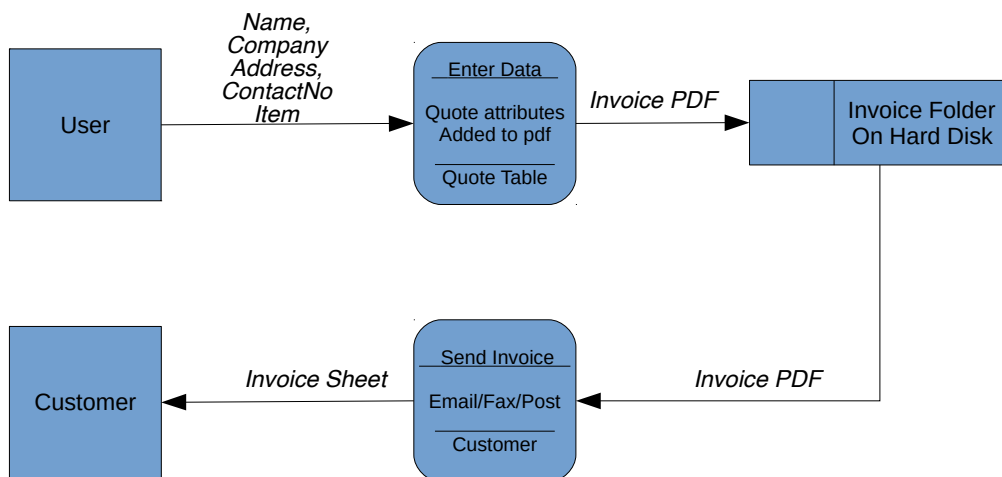 Name,
Company
Address,
ContactNo
Item
User
Enter Data
Quote attributes
Added to pdf
Quote Table
Invoice PDF
Invoice Folder
On Hard Disk
Customer
Invoice Sheet
Send Invoice
Email/Fax/Post
Customer
Invoice PDF